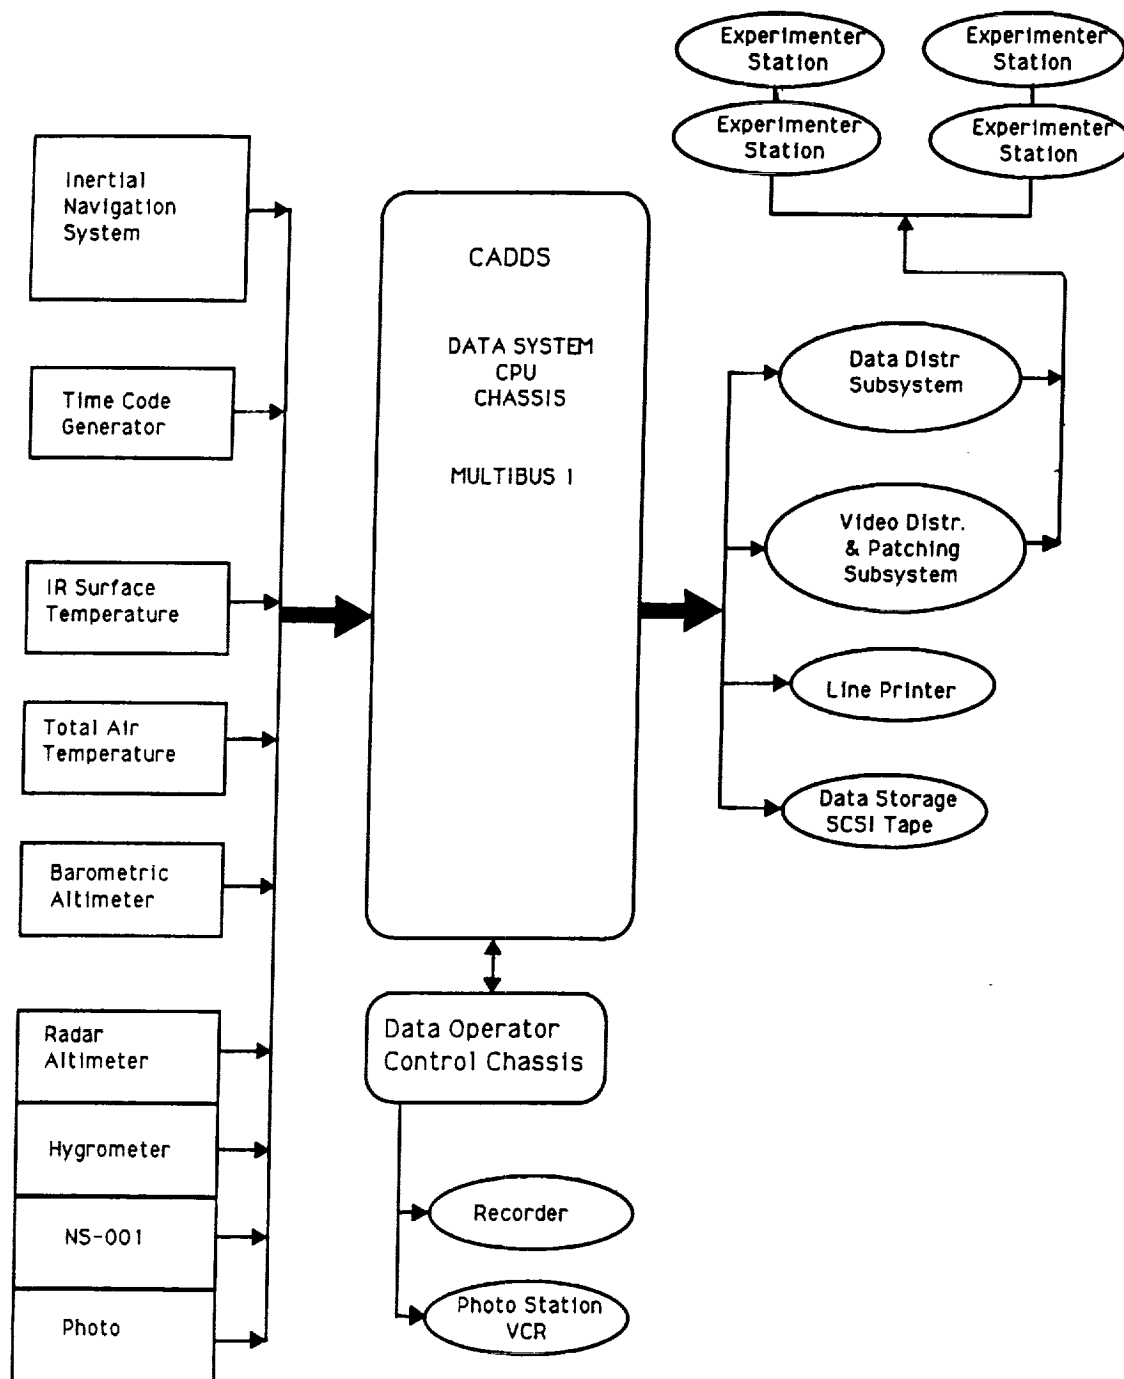 Experimenter
Station
Experimenter
Station
Experimenter
Station
Experimenter
Station
Inertial
Navigation
System
Time Code
Generator
IR Surface
Temperature
Total Air
Temperature
Barometric
Altimeter
Radar
Altimeter
Hygrometer
NS-001
Photo
CADDS
DATA SYSTEM
CPU
CHASSIS
MULTIBUS I
Data Operator
Control Chassis
Recorder
Photo Station
VCR
Data Distr
Subsystem
Video Distr.
& Patching
Subsystem
Line Printer
Data Storage
SCSI Tape